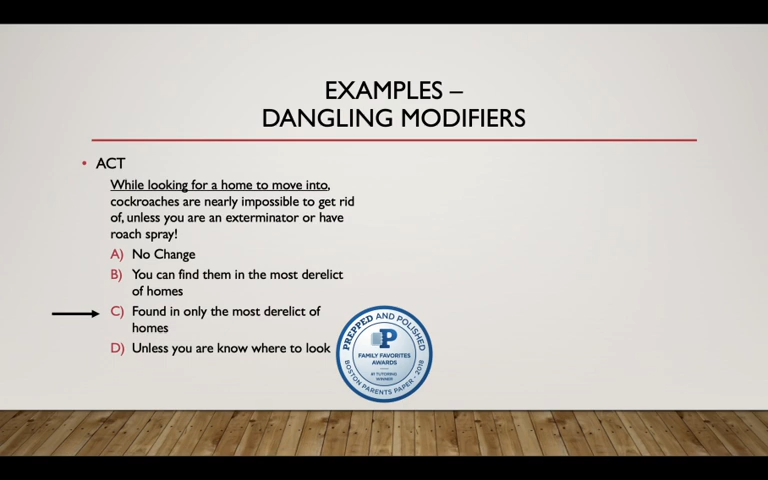 EXAMPLES –
DANGLING MODIFIERS
• ACT
While looking for a home to move into,
cockroaches are nearly impossible to get rid
of, unless you are an exterminator or have
roach spray!
A) No Change
B) You can find them in the most derelict
of homes
C) Found in only the most derelict of
homes
D) Unless you are know where to look
PREPPED AND POLISHED
P
FAMILY FAVORITES
AWARDS
#1 TUTORING
WINNER
BOSTON PARENTS PAPER - 2018